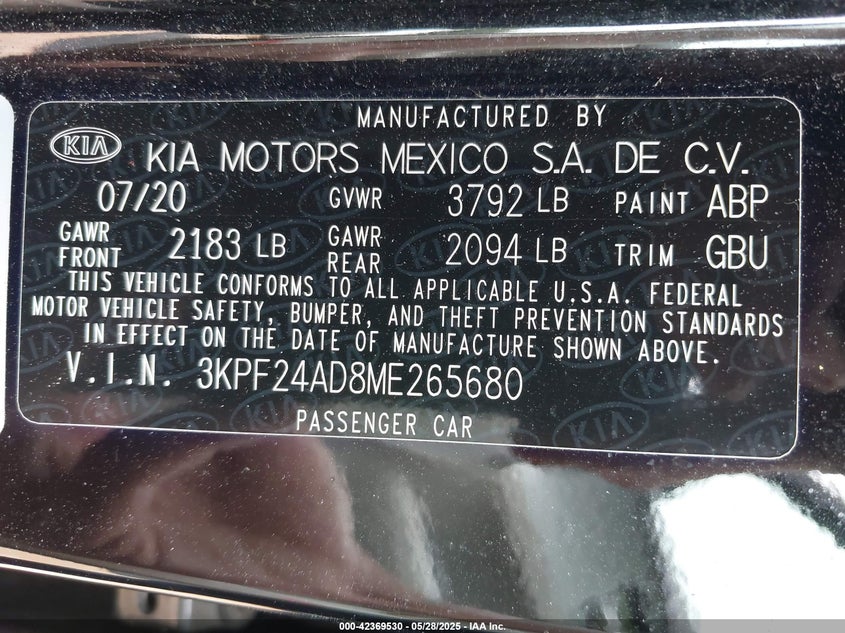 MANUFACTURED BY
KIA KIA MOTORS MEXICO S.A. DE C.V.
07/20 GVWR 3792 LB PAINT ABP
GAWR FRONT 2183 LB GAWR REAR 2094 LB TRIM GBU
THIS VEHICLE CONFORMS TO ALL APPLICABLE U.S.A. FEDERAL
MOTOR VEHICLE SAFETY, BUMPER, AND THEFT PREVENTION STANDARDS
IN EFFECT ON THE DATE OF MANUFACTURE SHOWN ABOVE.
V.I.N. 3KPF24AD8ME265680
PASSENGER CAR
000-42369530 — 05/28/2025 — IAA Inc.